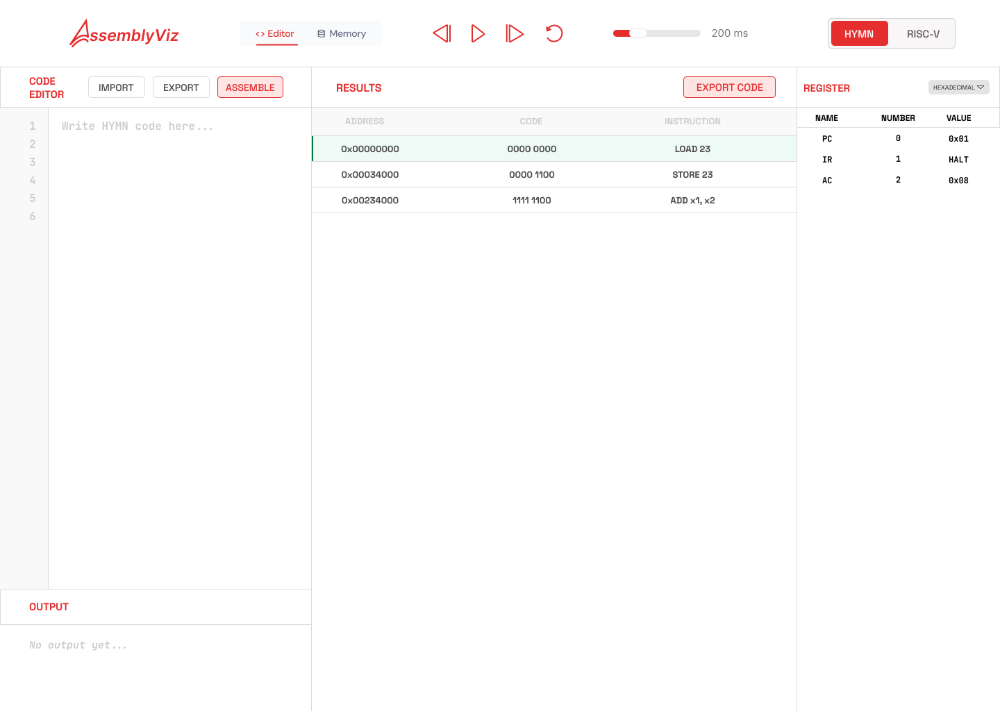 AssemblyViz
<> Editor
Memory
200 ms
HYMN
RISC-V
CODE
EDITOR
IMPORT
EXPORT
ASSEMBLE
RESULTS
EXPORT CODE
REGISTER
HEXADECIMAL
1
2
3
4
5
6
Write HYMN code here...
ADDRESS CODE INSTRUCTION
0x00000000 0000 0000 LOAD 23
0x00034000 0000 1100 STORE 23
0x00234000 1111 1100 ADD x1, x2
NAME NUMBER VALUE
PC 0 0x01
IR 1 HALT
AC 2 0x08
OUTPUT
No output yet...